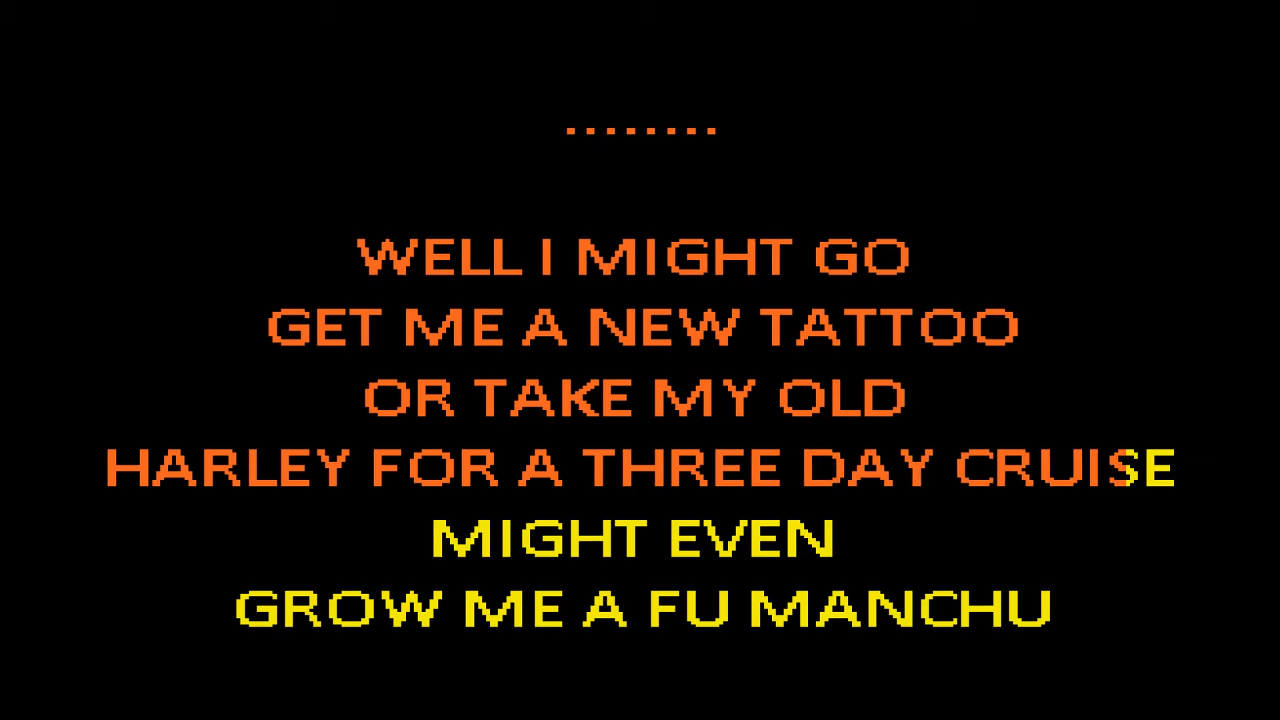 ........
WELL I MIGHT GO
GET ME A NEW TATTOO
OR TAKE MY OLD
HARLEY FOR A THREE DAY CRUISE
MIGHT EVEN
GROW ME A FU MANCHU